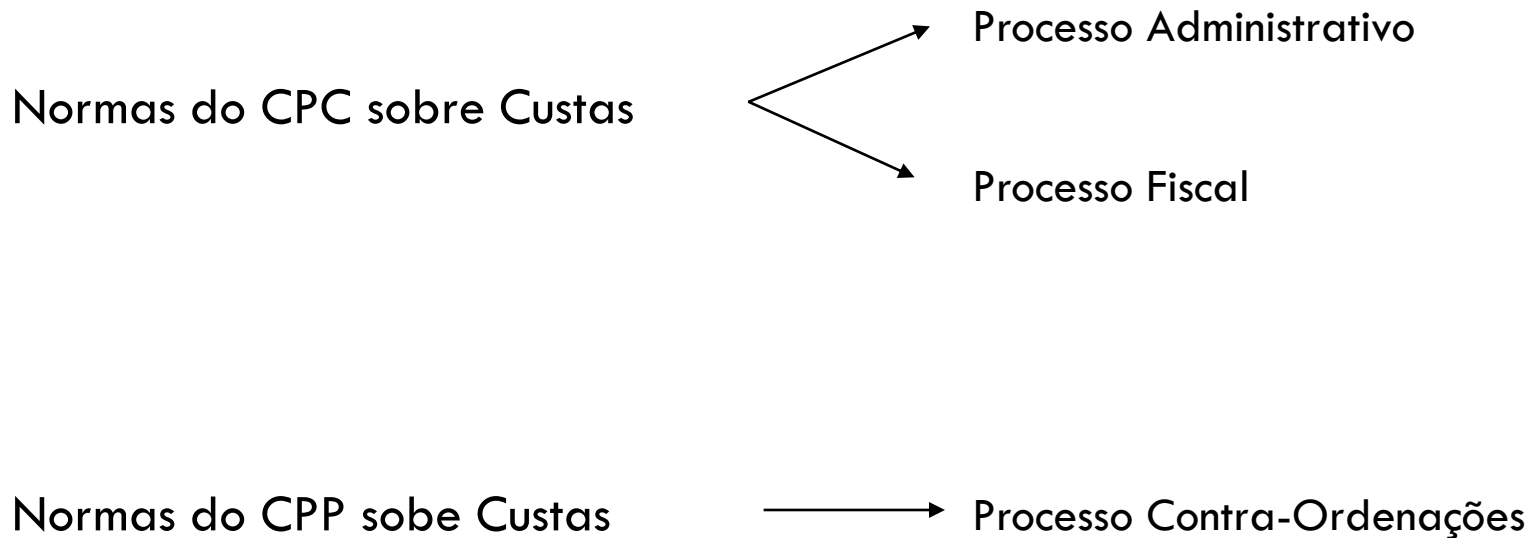 Processo Administrativo
Normas do CPC sobre Custas
Processo Fiscal
Normas do CPP sobe Custas
Processo Contra-Ordenações